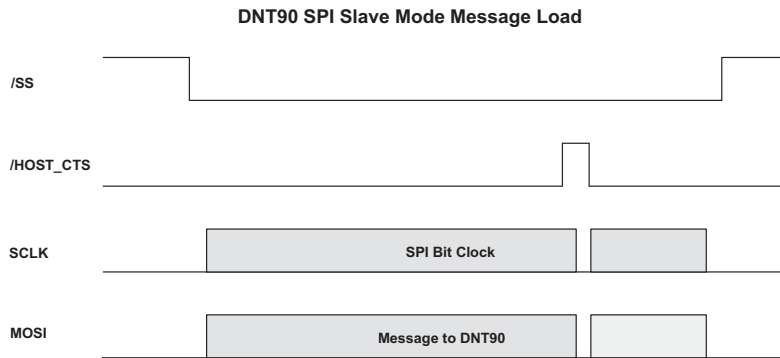 DNT90 SPI Slave Mode Message Load
/SS
/HOST_CTS
SCLK
SPI Bit Clock
MOSI
Message to DNT90